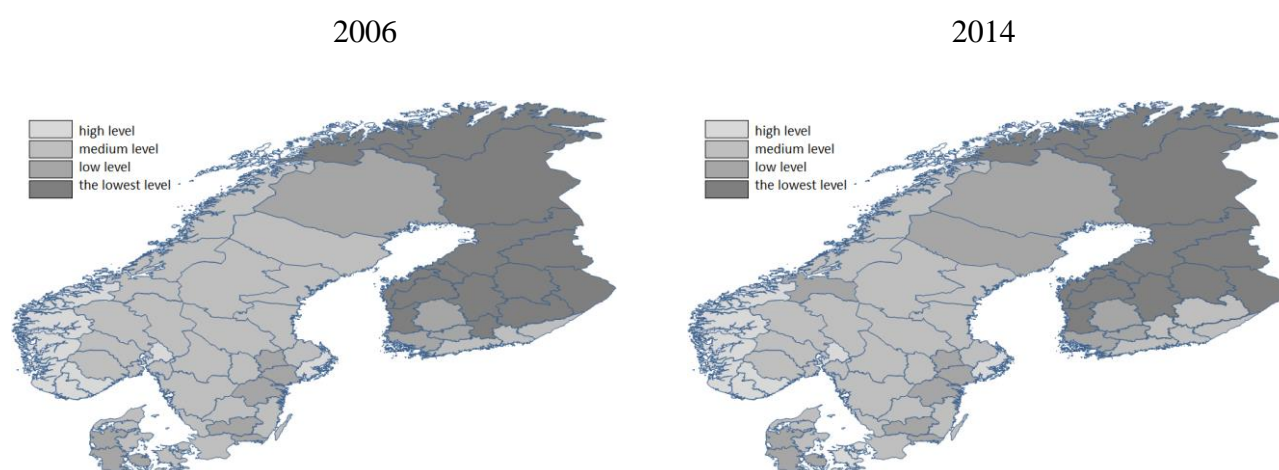 2006
2014
high level
medium level
low level
the lowest level
high level
medium level
low level
the lowest level